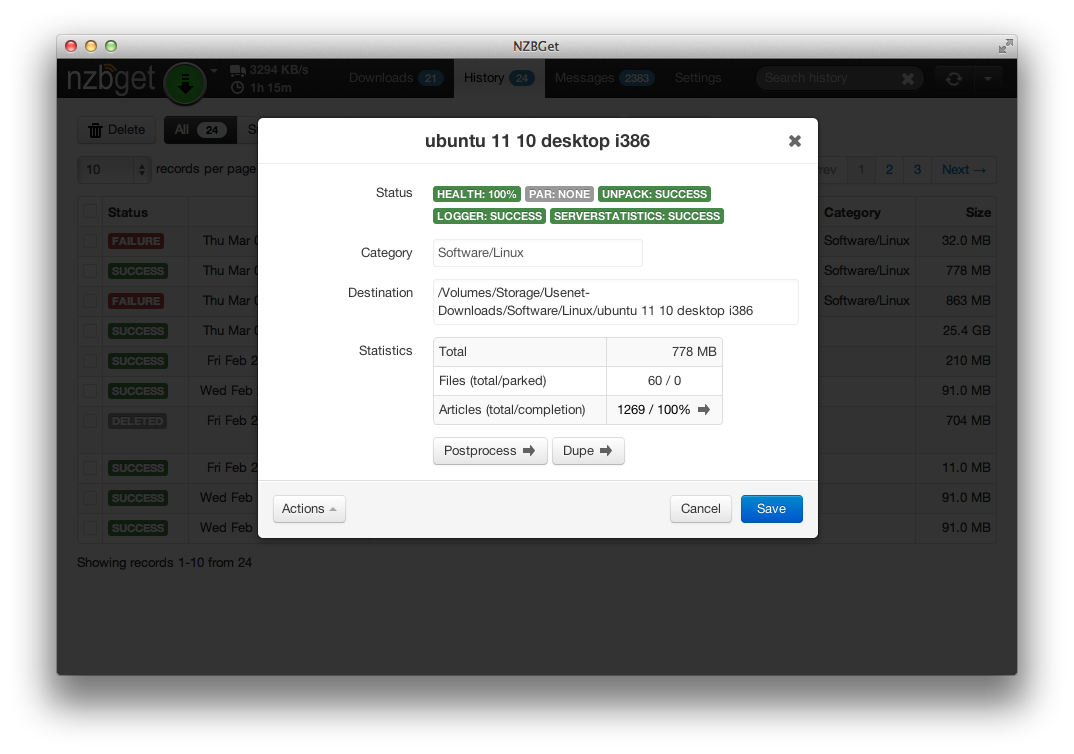 NZBGet
nzbget
3294 KB/s
1h 15m
Downloads 21
History 24
Messages 2383
Settings
Search history
Delete
All 24
10 records per page
1 2 3 Next →
ubuntu 11 10 desktop i386
Status
HEALTH: 100% PAR: NONE UNPACK: SUCCESS
LOGGER: SUCCESS SERVERSTATISTICS: SUCCESS
Category
Software/Linux
Destination
/Volumes/Storage/Usenet-
Downloads/Software/Linux/ubuntu 11 10 desktop i386
Statistics
Total 778 MB
Files (total/parked) 60 / 0
Articles (total/completion) 1269 / 100%
Postprocess Dupe
Actions
Cancel
Save
Status Category Size
FAILURE Thu Mar Software/Linux 32.0 MB
SUCCESS Thu Mar Software/Linux 778 MB
FAILURE Thu Mar Software/Linux 863 MB
SUCCESS Thu Mar 25.4 GB
SUCCESS Fri Feb 2 210 MB
SUCCESS Wed Feb 91.0 MB
DELETED Fri Feb 2 704 MB
SUCCESS Fri Feb 2 11.0 MB
SUCCESS Wed Feb 91.0 MB
SUCCESS Wed Feb 91.0 MB
Showing records 1-10 from 24